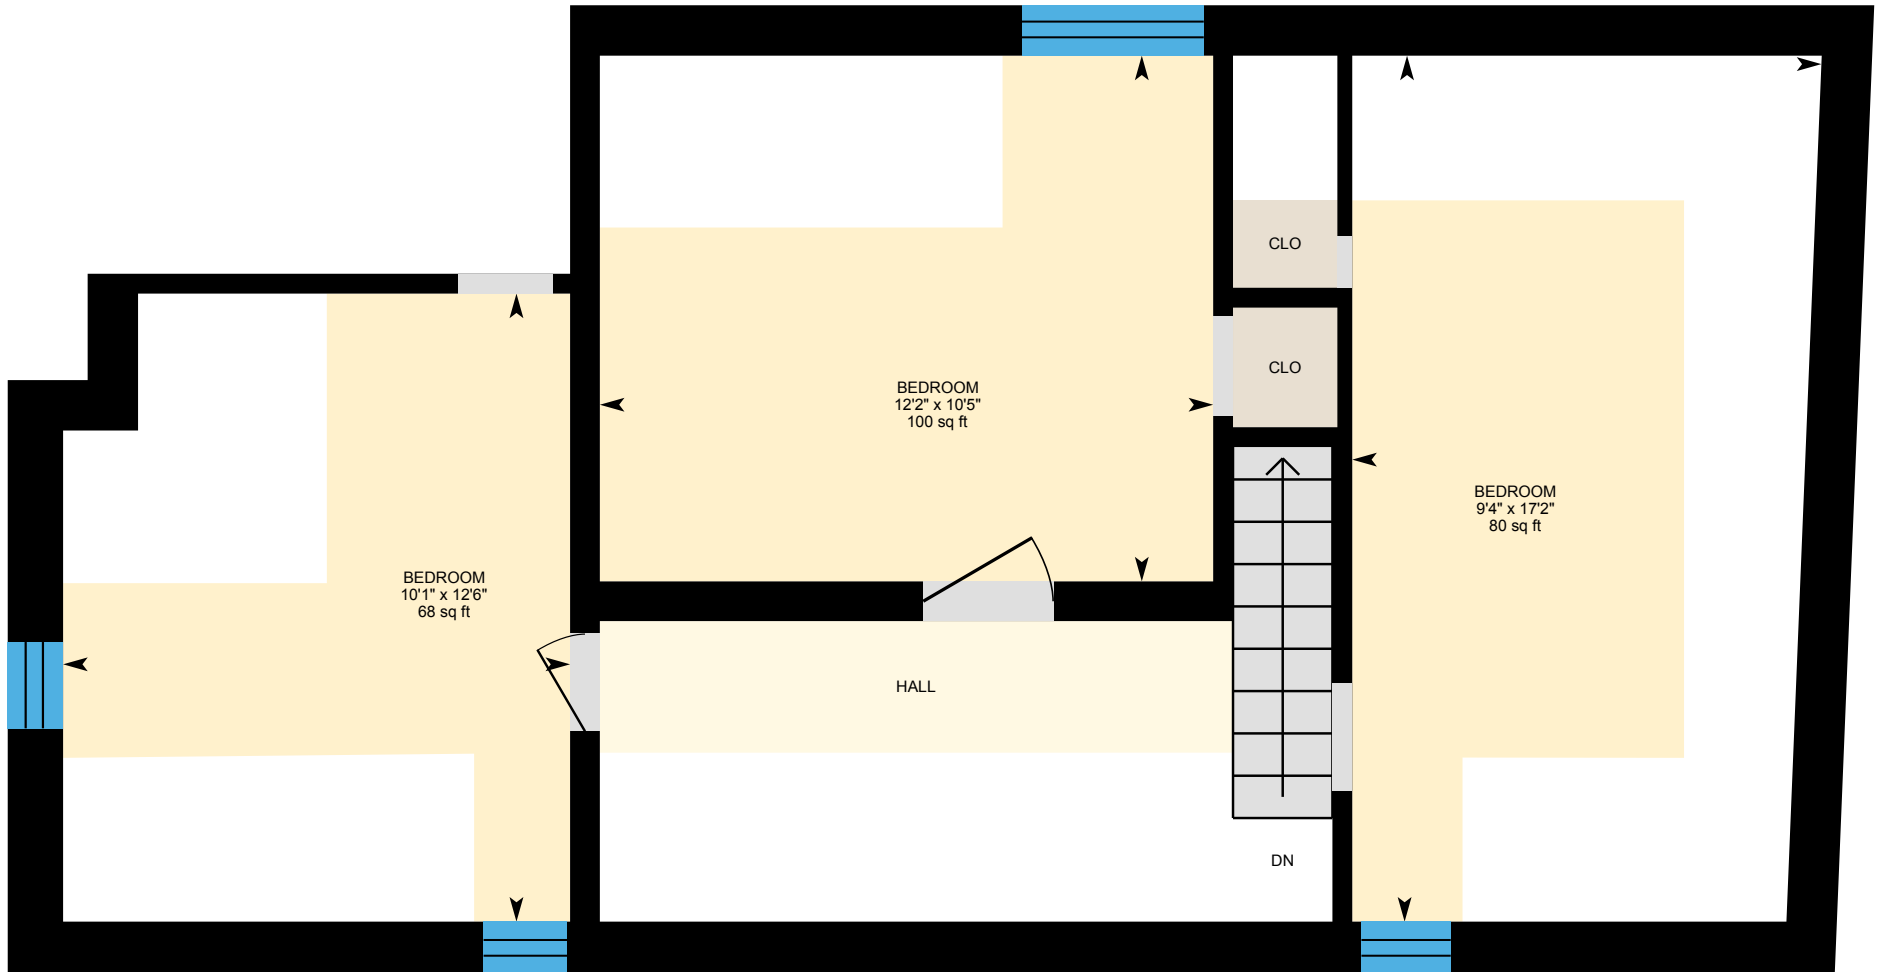 CLO
CLO
BEDROOM
12'2" x 10'5"
100 sq ft
BEDROOM
9'4" x 17'2"
80 sq ft
BEDROOM
10'1" x 12'6"
68 sq ft
HALL
DN